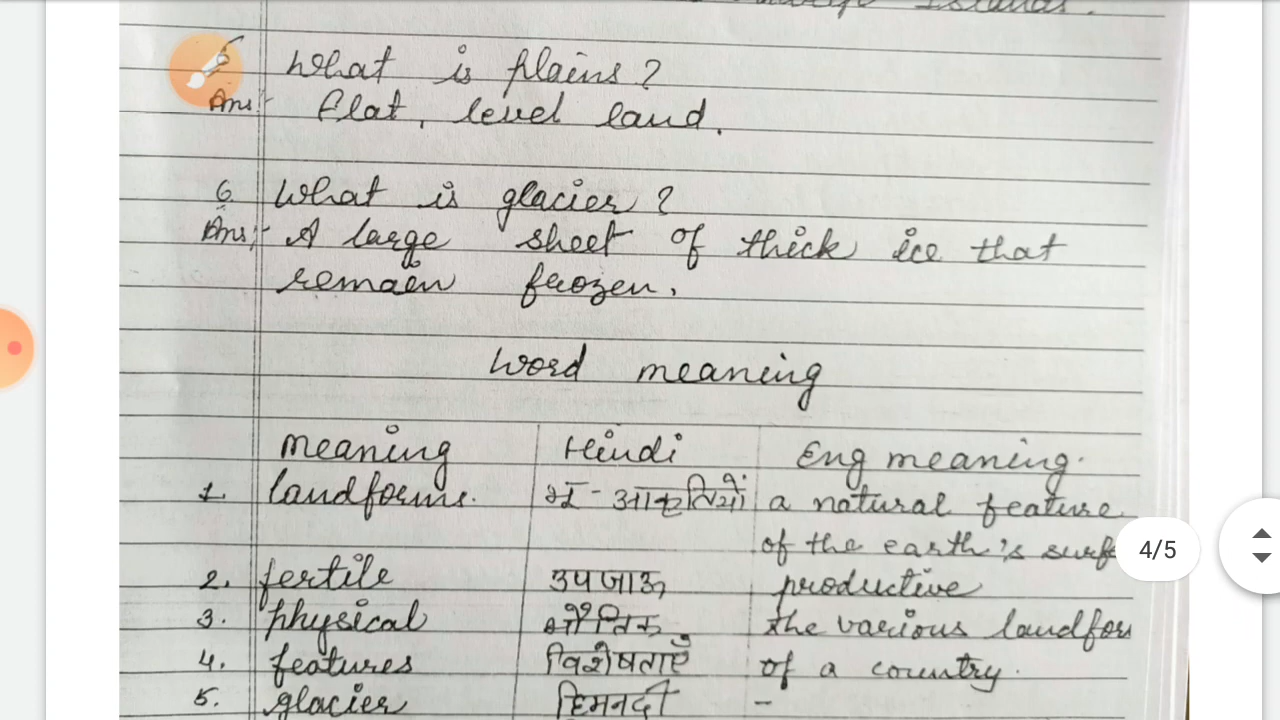 What is plains?
Ans:- flat, level land.
6. What is glacier?
Ans:- A large sheet of thick ice that
remain frozen.
Word meaning
meaning Hindi Eng meaning.
1. landforms. भू-आकृतियाँ a natural feature
of the earth's surf
4/5
2. fertile उपजाऊ productive
3. physical भौतिक the various landfor
4. features विशेषताएँ of a country.
5. glacier हिमनदी -